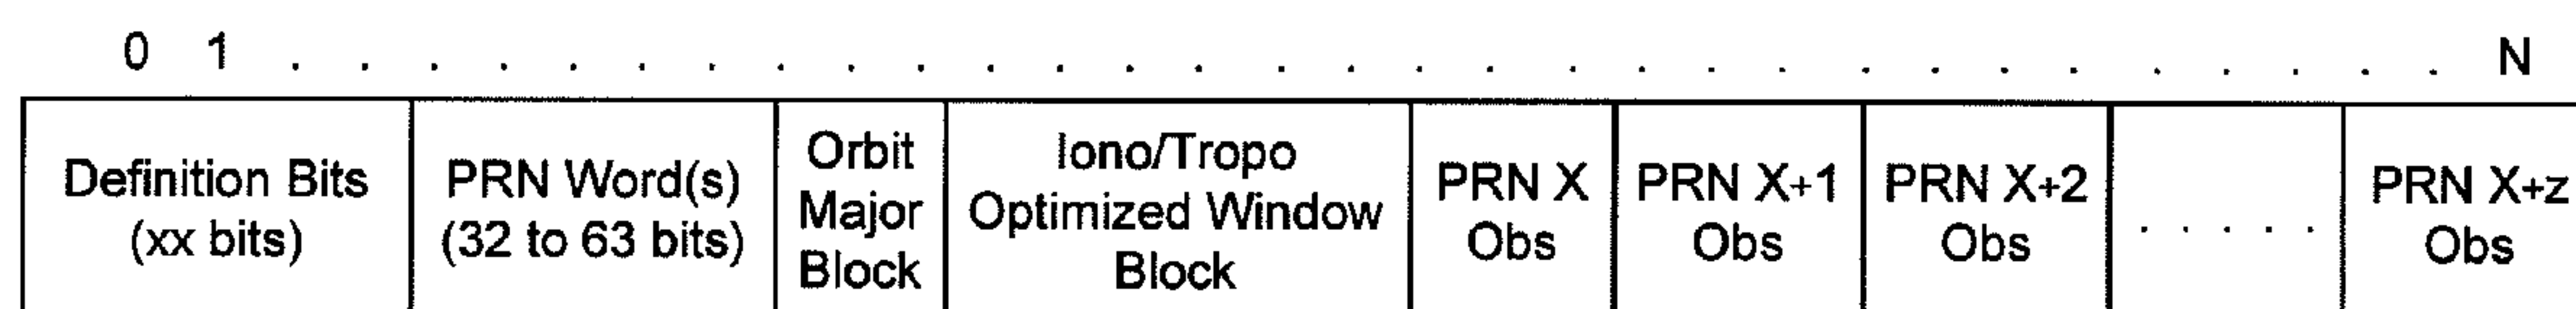 0 1 . . . . . . . . . . . . . . . . . . . . . . . . . . . . . . . N
Definition Bits
(xx bits)
PRN Word(s)
(32 to 63 bits)
Orbit
Major
Block
Iono/Tropo
Optimized Window
Block
PRN X
Obs
PRN X+1
Obs
PRN X+2
Obs
. . . . .
PRN X+z
Obs